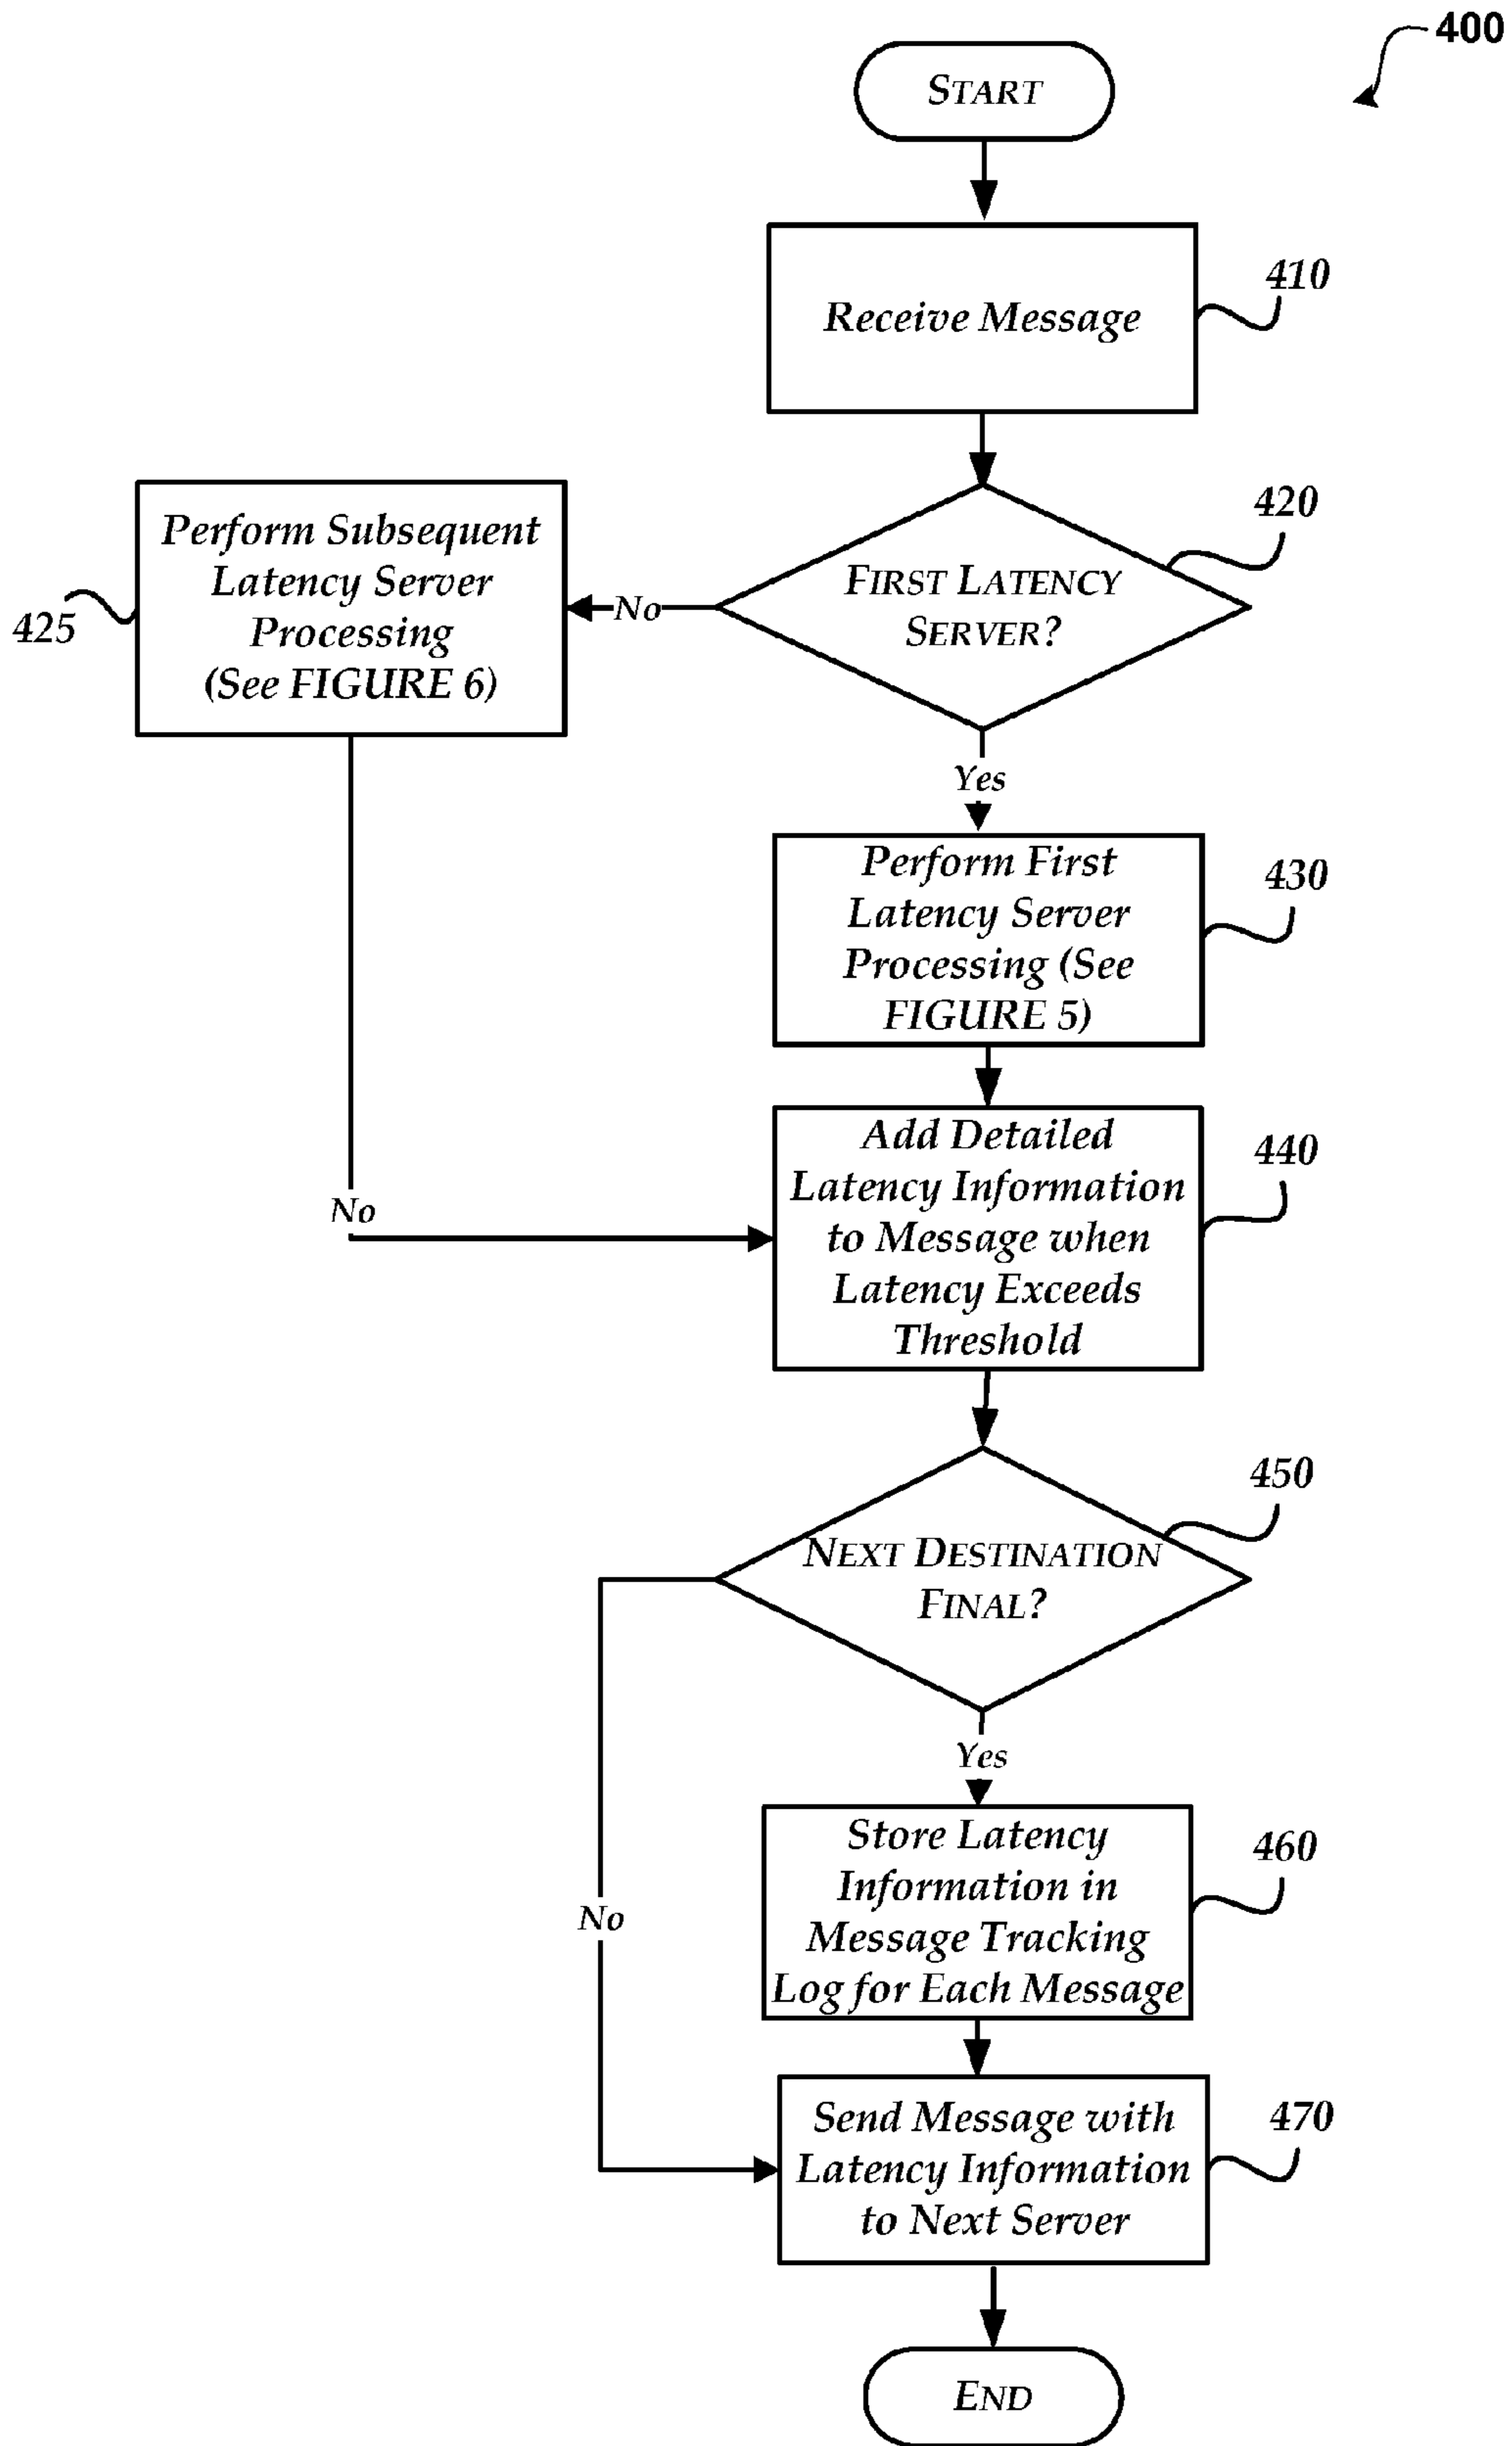 400
START
Receive Message
410
FIRST LATENCY
SERVER?
420
No
Perform Subsequent
Latency Server
Processing
(See FIGURE 6)
425
Yes
Perform First
Latency Server
Processing (See
FIGURE 5)
430
No
Add Detailed
Latency Information
to Message when
Latency Exceeds
Threshold
440
NEXT DESTINATION
FINAL?
450
Yes
Store Latency
Information in
Message Tracking
Log for Each Message
460
No
Send Message with
Latency Information
to Next Server
470
END